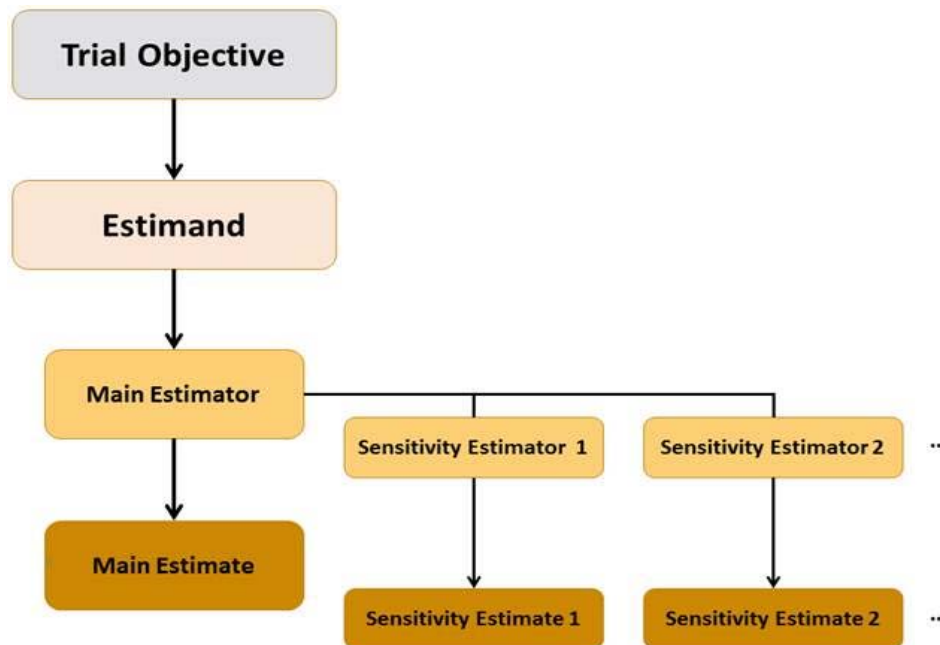 Trial Objective
Estimand
Main Estimator
Sensitivity Estimator 1
Sensitivity Estimator 2
...
Main Estimate
Sensitivity Estimate 1
Sensitivity Estimate 2
...